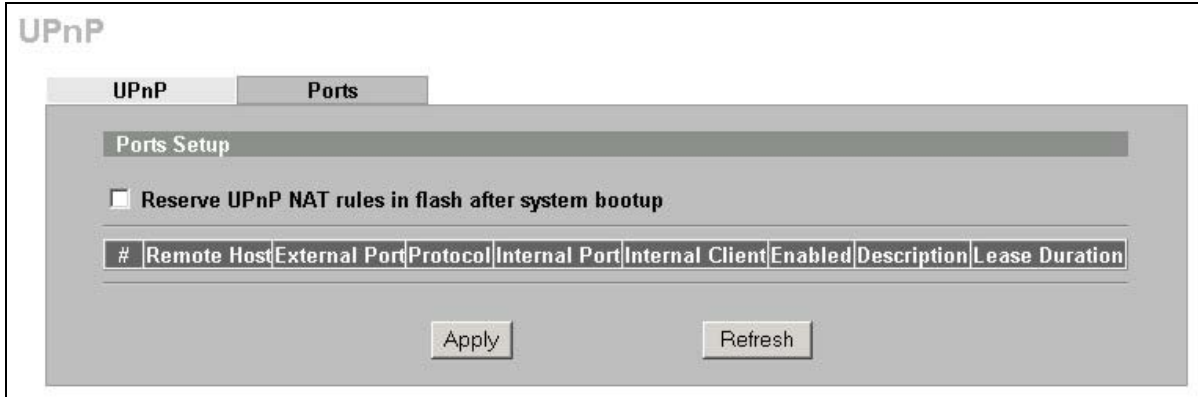 UPnP
UPnP Ports
Ports Setup
Reserve UPnP NAT rules in flash after system bootup
# Remote Host External Port Protocol Internal Port Internal Client Enabled Description Lease Duration
Apply Refresh